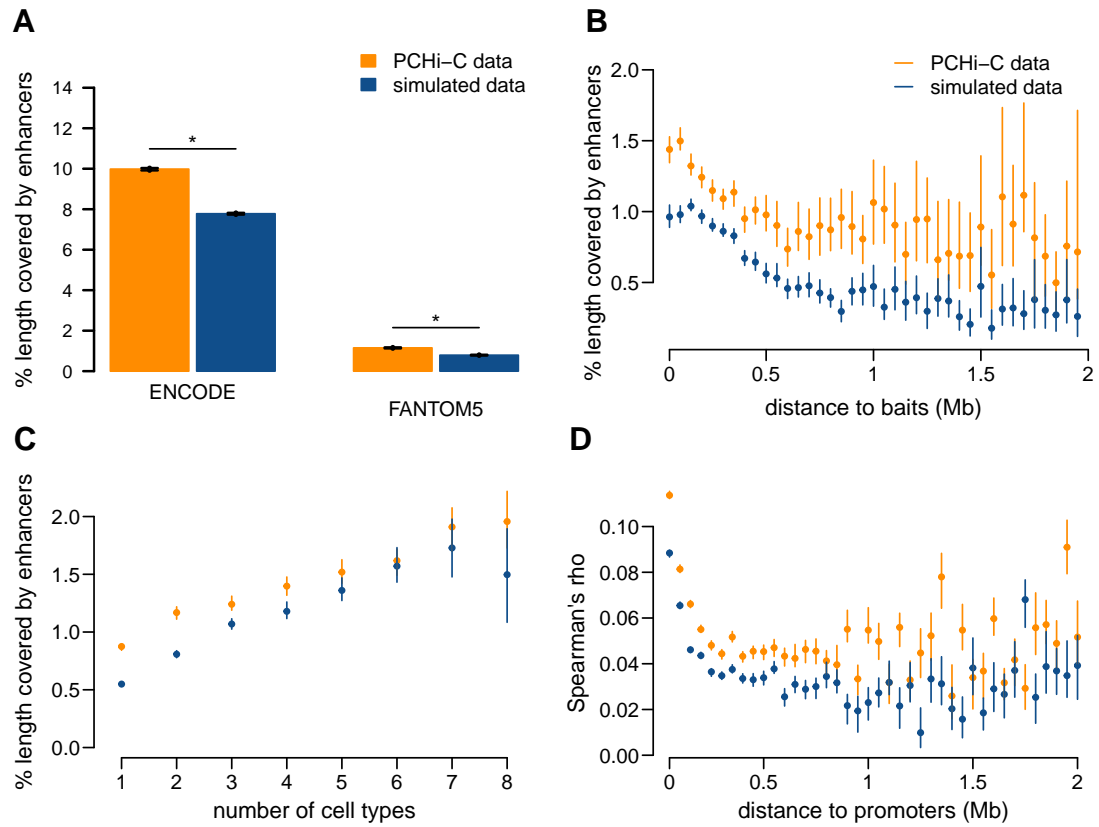 A
PCHi−C data
simulated data
% length covered by enhancers
14
12
10
8
6
4
2
0
*
*
ENCODE
FANTOM5
B
PCHi−C data
simulated data
% length covered by enhancers
2.0
1.5
1.0
0.5
0 0.5 1 1.5 2
distance to baits (Mb)
C
% length covered by enhancers
2.0
1.5
1.0
0.5
0.0
1 2 3 4 5 6 7 8
number of cell types
D
Spearman's rho
0.10
0.08
0.06
0.04
0.02
0.00
0 0.5 1 1.5 2
distance to promoters (Mb)